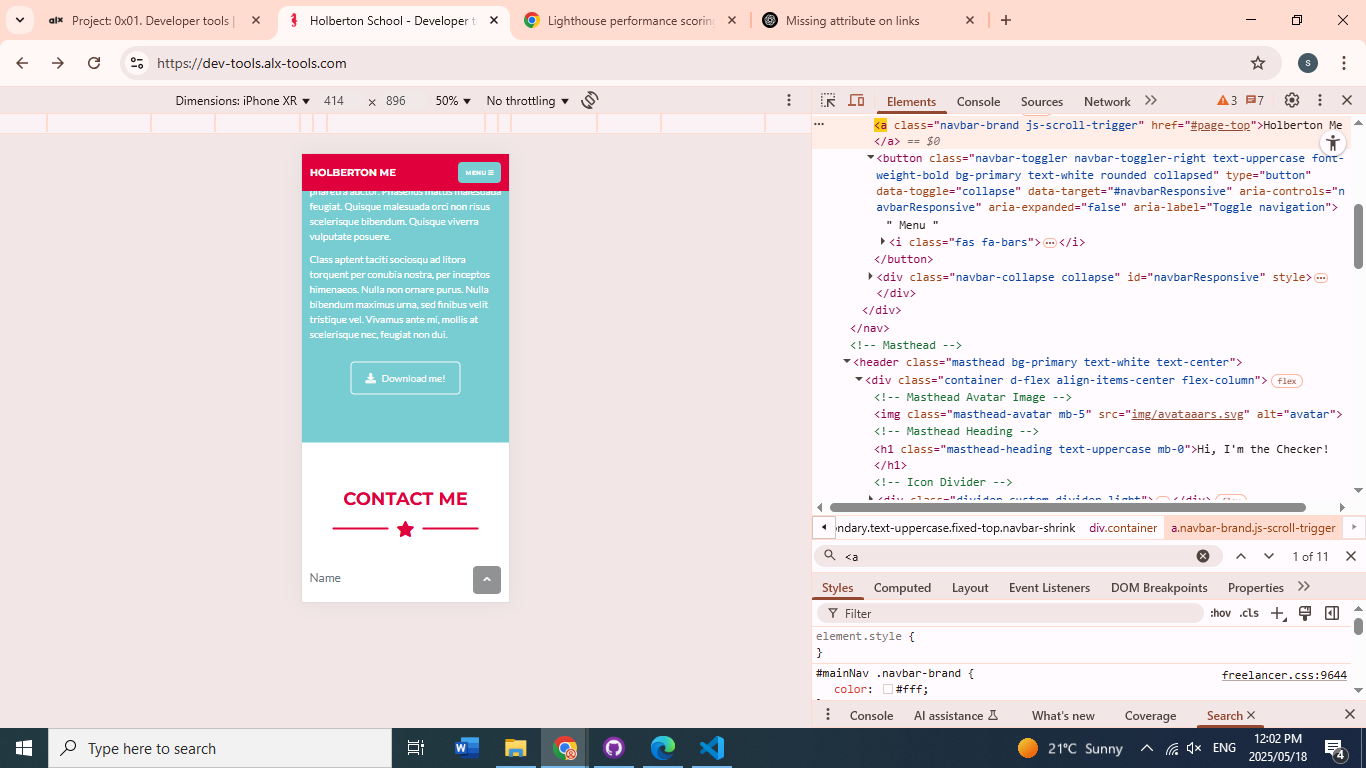 alx Project: 0x01. Developer tools |
Holberton School - Developer t
Lighthouse performance scoring
Missing attribute on links
https://dev-tools.alx-tools.com
S
Dimensions: iPhone XR 414 × 896 50% No throttling
Elements Console Sources Network 3 7
HOLBERTON ME
MENU
feugiat. Quisque malesuada orci non risus
scelerisque bibendum. Quisque viverra
vulputate posuere.
Class aptent taciti sociosqu ad litora
torquent per conubia nostra, per inceptos
himenaeos. Nulla non ornare purus. Nulla
bibendum maximus urna, sed finibus velit
tristique vel. Vivamus ante mi, mollis at
scelerisque nec, feugiat non dui.
Download me!
CONTACT ME
Name
<a class="navbar-brand js-scroll-trigger" href="#page-top">Holberton Me
</a> == $0
<button class="navbar-toggler navbar-toggler-right text-uppercase font-
weight-bold bg-primary text-white rounded collapsed" type="button"
data-toggle="collapse" data-target="#navbarResponsive" aria-controls="n
avbarResponsive" aria-expanded="false" aria-label="Toggle navigation">
" Menu "
<i class="fas fa-bars">…</i>
</button>
<div class="navbar-collapse collapse" id="navbarResponsive" style>…
</div>
</div>
</nav>
<!-- Masthead -->
<header class="masthead bg-primary text-white text-center">
<div class="container d-flex align-items-center flex-column"> flex
<!-- Masthead Avatar Image -->
<img class="masthead-avatar mb-5" src="img/avataaars.svg" alt="avatar">
<!-- Masthead Heading -->
<h1 class="masthead-heading text-uppercase mb-0">Hi, I'm the Checker!
</h1>
<!-- Icon Divider -->
<div class="divider-custom divider-light">…</div> flex
ndary.text-uppercase.fixed-top.navbar-shrink div.container a.navbar-brand.js-scroll-trigger
<a
1 of 11
Styles Computed Layout Event Listeners DOM Breakpoints Properties
Filter :hov .cls
element.style {
}
#mainNav .navbar-brand { freelancer.css:9644
color: #fff;
Console AI assistance What's new Coverage Search
Type here to search
21°C Sunny
ENG
12:02 PM
2025/05/18
4